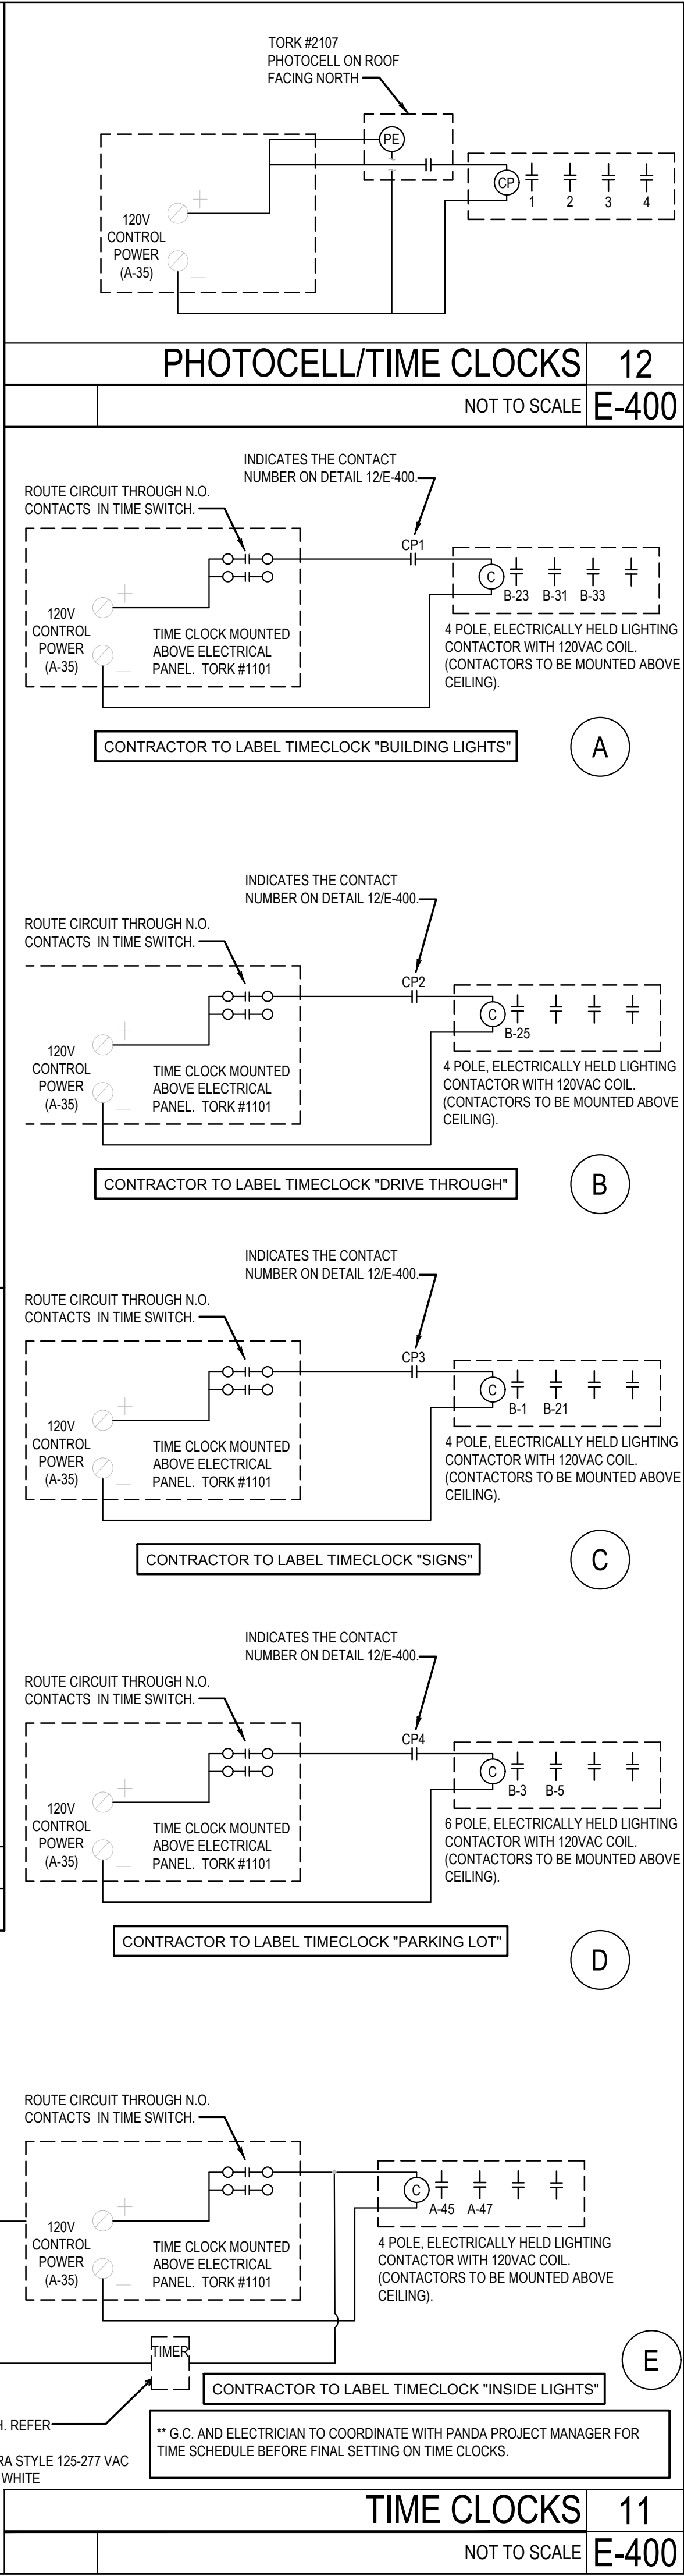 TORK #2107
PHOTOCELL ON ROOF
FACING NORTH
PE
CP
1 2 3 4
+
120V
CONTROL
POWER
(A-35)
PHOTOCELL/TIME CLOCKS 12
NOT TO SCALE E-400
INDICATES THE CONTACT
NUMBER ON DETAIL 12/E-400.
ROUTE CIRCUIT THROUGH N.O.
CONTACTS IN TIME SWITCH.
CP1
C
B-23 B-31 B-33
+
120V
CONTROL
POWER
(A-35)
TIME CLOCK MOUNTED
ABOVE ELECTRICAL
PANEL. TORK #1101
4 POLE, ELECTRICALLY HELD LIGHTING
CONTACTOR WITH 120VAC COIL.
(CONTACTORS TO BE MOUNTED ABOVE
CEILING).
CONTRACTOR TO LABEL TIMECLOCK "BUILDING LIGHTS"
A
INDICATES THE CONTACT
NUMBER ON DETAIL 12/E-400.
ROUTE CIRCUIT THROUGH N.O.
CONTACTS IN TIME SWITCH.
CP2
C
B-25
+
120V
CONTROL
POWER
(A-35)
TIME CLOCK MOUNTED
ABOVE ELECTRICAL
PANEL. TORK #1101
4 POLE, ELECTRICALLY HELD LIGHTING
CONTACTOR WITH 120VAC COIL.
(CONTACTORS TO BE MOUNTED ABOVE
CEILING).
CONTRACTOR TO LABEL TIMECLOCK "DRIVE THROUGH"
B
INDICATES THE CONTACT
NUMBER ON DETAIL 12/E-400.
ROUTE CIRCUIT THROUGH N.O.
CONTACTS IN TIME SWITCH.
CP3
C
B-1 B-21
+
120V
CONTROL
POWER
(A-35)
TIME CLOCK MOUNTED
ABOVE ELECTRICAL
PANEL. TORK #1101
4 POLE, ELECTRICALLY HELD LIGHTING
CONTACTOR WITH 120VAC COIL.
(CONTACTORS TO BE MOUNTED ABOVE
CEILING).
CONTRACTOR TO LABEL TIMECLOCK "SIGNS"
C
INDICATES THE CONTACT
NUMBER ON DETAIL 12/E-400.
ROUTE CIRCUIT THROUGH N.O.
CONTACTS IN TIME SWITCH.
CP4
C
B-3 B-5
+
120V
CONTROL
POWER
(A-35)
TIME CLOCK MOUNTED
ABOVE ELECTRICAL
PANEL. TORK #1101
6 POLE, ELECTRICALLY HELD LIGHTING
CONTACTOR WITH 120VAC COIL.
(CONTACTORS TO BE MOUNTED ABOVE
CEILING).
CONTRACTOR TO LABEL TIMECLOCK "PARKING LOT"
D
ROUTE CIRCUIT THROUGH N.O.
CONTACTS IN TIME SWITCH.
C
A-45 A-47
+
120V
CONTROL
POWER
(A-35)
TIME CLOCK MOUNTED
ABOVE ELECTRICAL
PANEL. TORK #1101
4 POLE, ELECTRICALLY HELD LIGHTING
CONTACTOR WITH 120VAC COIL.
(CONTACTORS TO BE MOUNTED ABOVE
CEILING).
TIMER
E
CONTRACTOR TO LABEL TIMECLOCK "INSIDE LIGHTS"
H. REFER
RA STYLE 125-277 VAC
WHITE
** G.C. AND ELECTRICIAN TO COORDINATE WITH PANDA PROJECT MANAGER FOR
TIME SCHEDULE BEFORE FINAL SETTING ON TIME CLOCKS.
TIME CLOCKS 11
NOT TO SCALE E-400